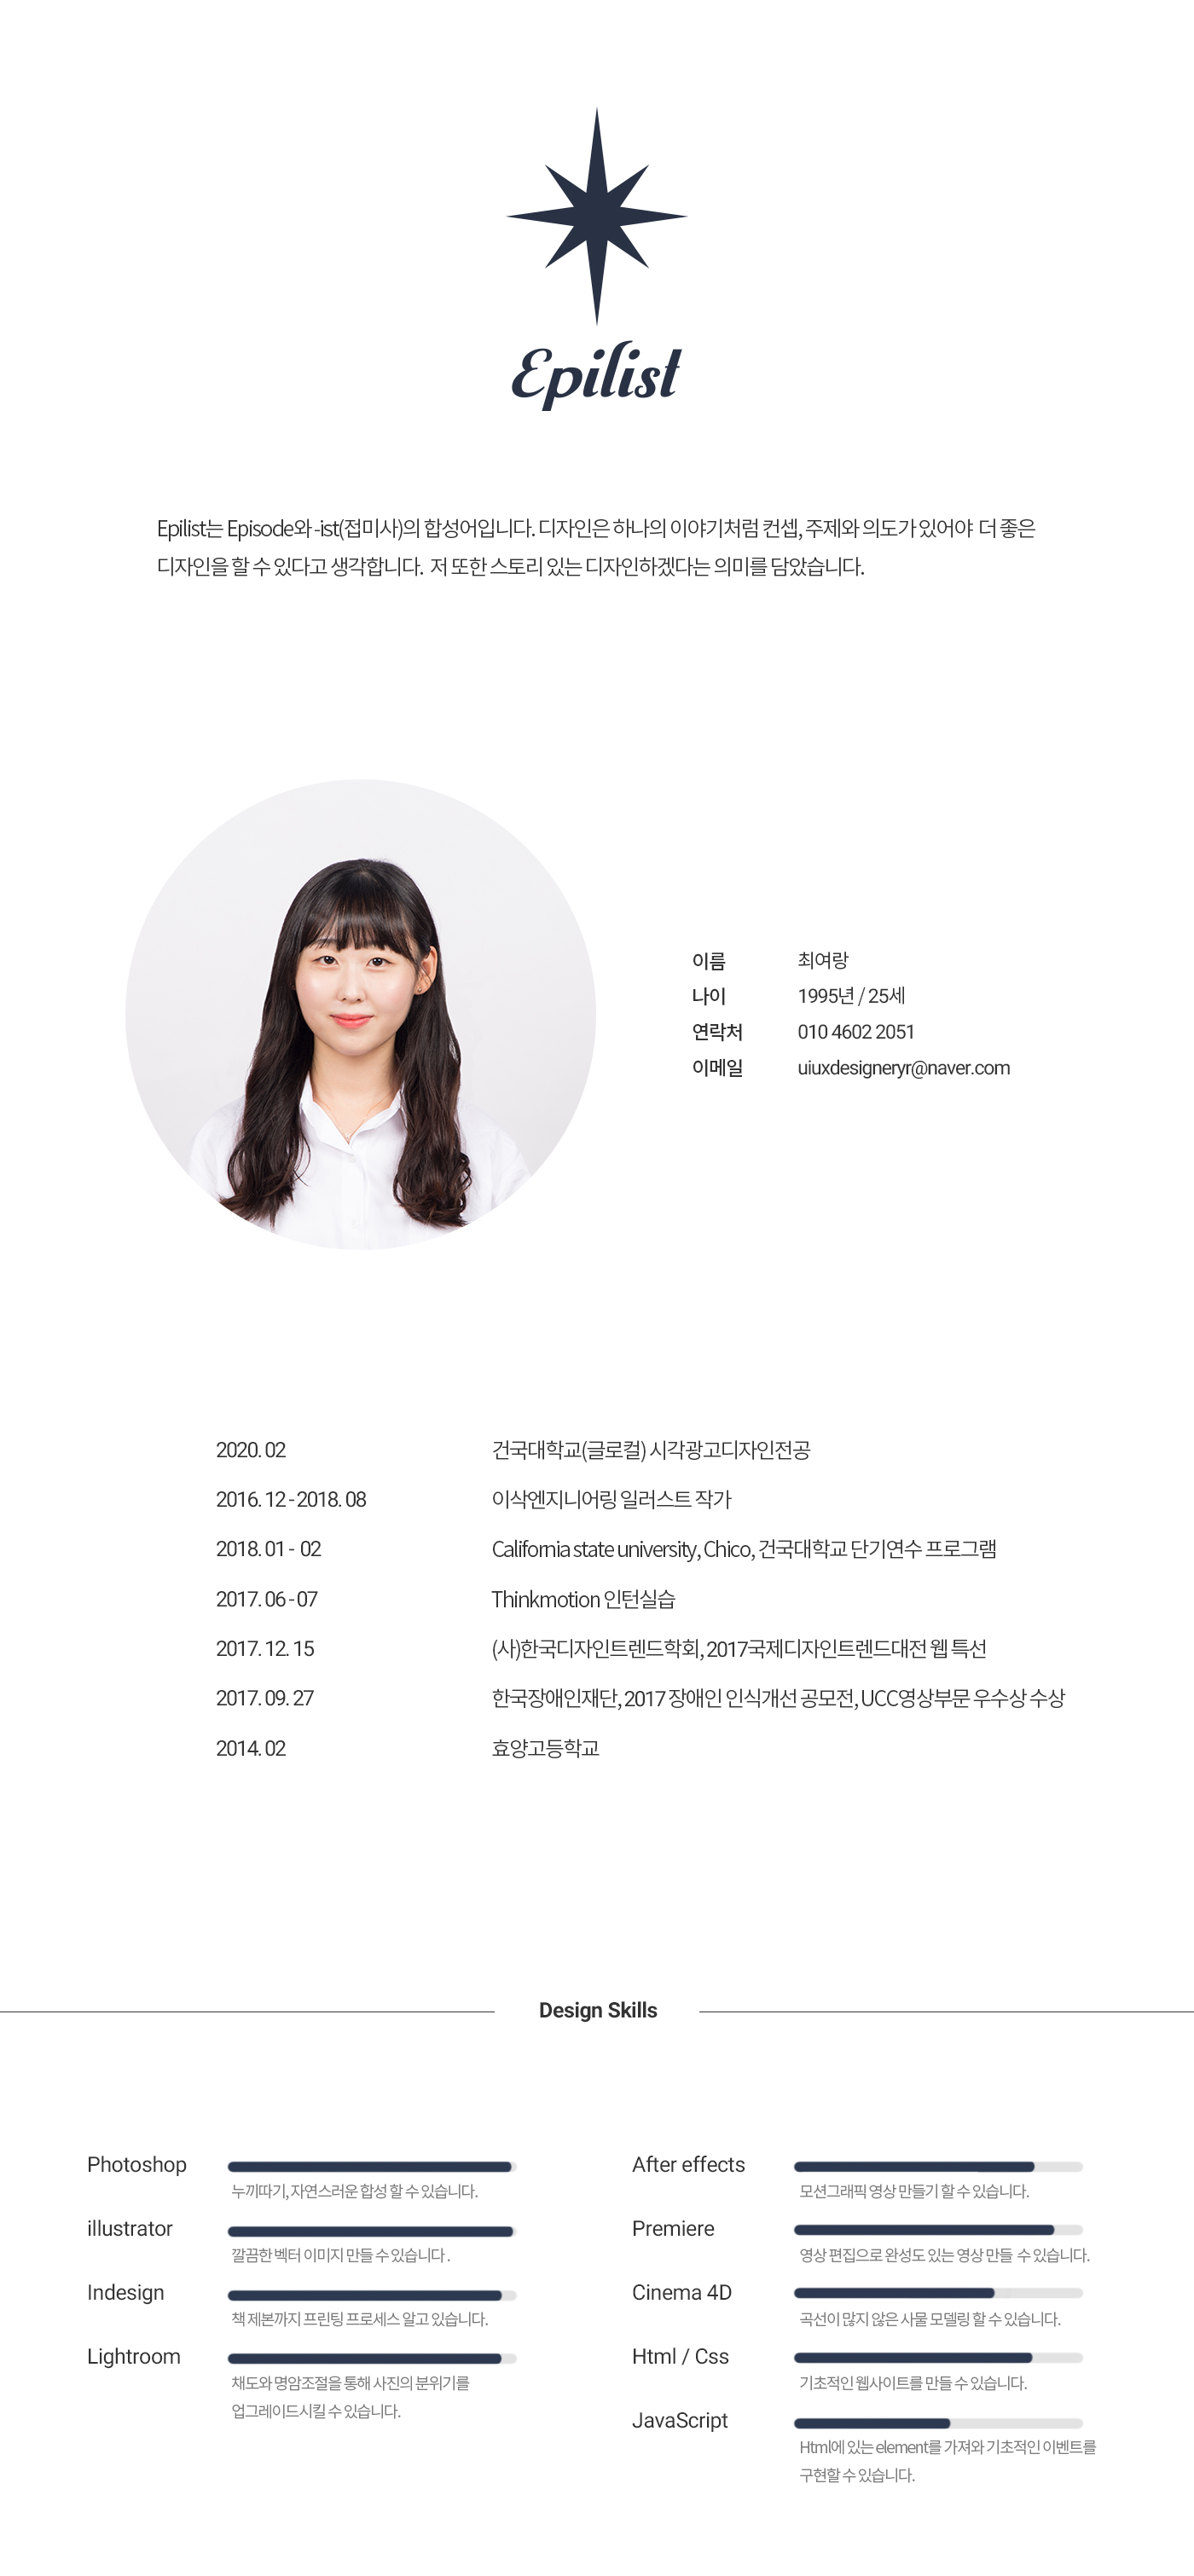 Epilist
Epilist는 Episode와 -ist(접미사)의 합성어입니다. 디자인은 하나의 이야기처럼 컨셉, 주제와 의도가 있어야 더 좋은
디자인을 할 수 있다고 생각합니다. 저 또한 스토리 있는 디자인하겠다는 의미를 담았습니다.
이름 최여랑
나이 1995년 / 25세
연락처 010 4602 2051
이메일 uiuxdesigneryr@naver.com
2020. 02 건국대학교(글로컬) 시각광고디자인전공
2016. 12 - 2018. 08 이삭엔지니어링 일러스트 작가
2018. 01 - 02 California state university, Chico, 건국대학교 단기연수 프로그램
2017. 06 - 07 Thinkmotion 인턴실습
2017. 12. 15 (사)한국디자인트렌드학회, 2017국제디자인트렌드대전 웹 특선
2017. 09. 27 한국장애인재단, 2017 장애인 인식개선 공모전, UCC영상부문 우수상 수상
2014. 02 효양고등학교
Design Skills
Photoshop
누끼따기, 자연스러운 합성 할 수 있습니다.
illustrator
깔끔한 벡터 이미지 만들 수 있습니다 .
Indesign
책 제본까지 프린팅 프로세스 알고 있습니다.
Lightroom
채도와 명암조절을 통해 사진의 분위기를
업그레이드시킬 수 있습니다.
After effects
모션그래픽 영상 만들기 할 수 있습니다.
Premiere
영상 편집으로 완성도 있는 영상 만들 수 있습니다.
Cinema 4D
곡선이 많지 않은 사물 모델링 할 수 있습니다.
Html / Css
기초적인 웹사이트를 만들 수 있습니다.
JavaScript
Html에 있는 element를 가져와 기초적인 이벤트를
구현할 수 있습니다.